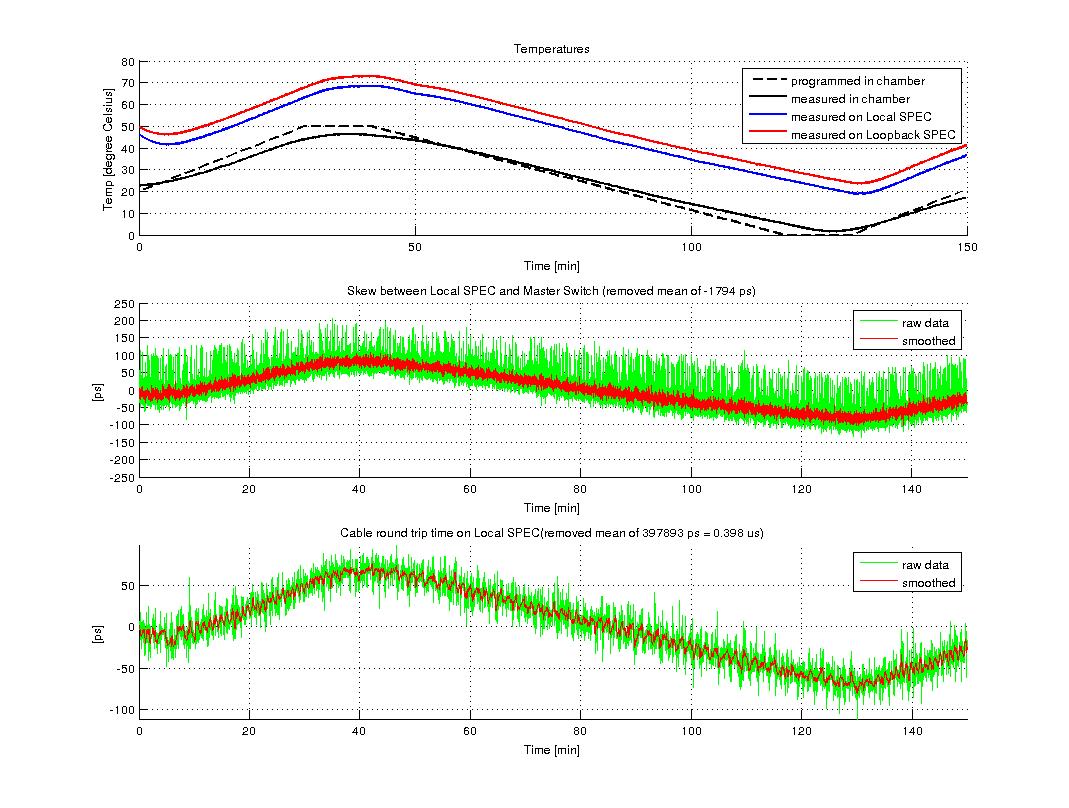 Temperatures
80
70
60
50
40
30
20
10
0
Temp [degree Celsius]
programmed in chamber
measured in chamber
measured on Local SPEC
measured on Loopback SPEC
0 50 100 150
Time [min]
Skew between Local SPEC and Master Switch (removed mean of -1794 ps)
250
200
150
100
50
0
-50
-100
-150
-200
-250
[ps]
raw data
smoothed
0 20 40 60 80 100 120 140
Time [min]
Cable round trip time on Local SPEC(removed mean of 397893 ps = 0.398 us)
50
0
-50
-100
[ps]
raw data
smoothed
0 20 40 60 80 100 120 140
Time [min]